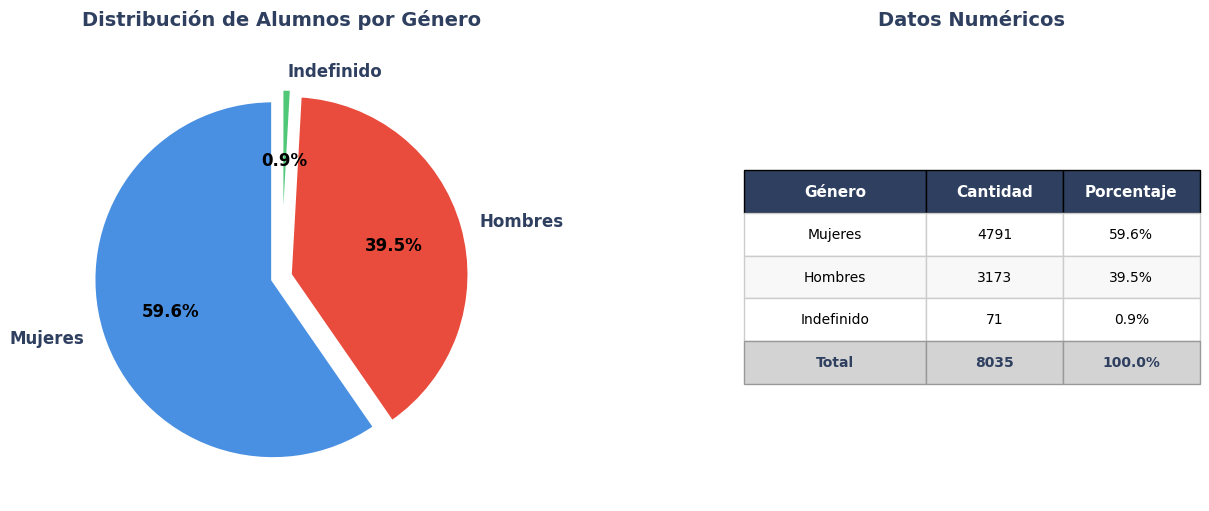 Distribución de Alumnos por Género
Indefinido
0.9%
Hombres
39.5%
59.6%
Mujeres
Datos Numéricos
Género Cantidad Porcentaje
Mujeres 4791 59.6%
Hombres 3173 39.5%
Indefinido 71 0.9%
Total 8035 100.0%